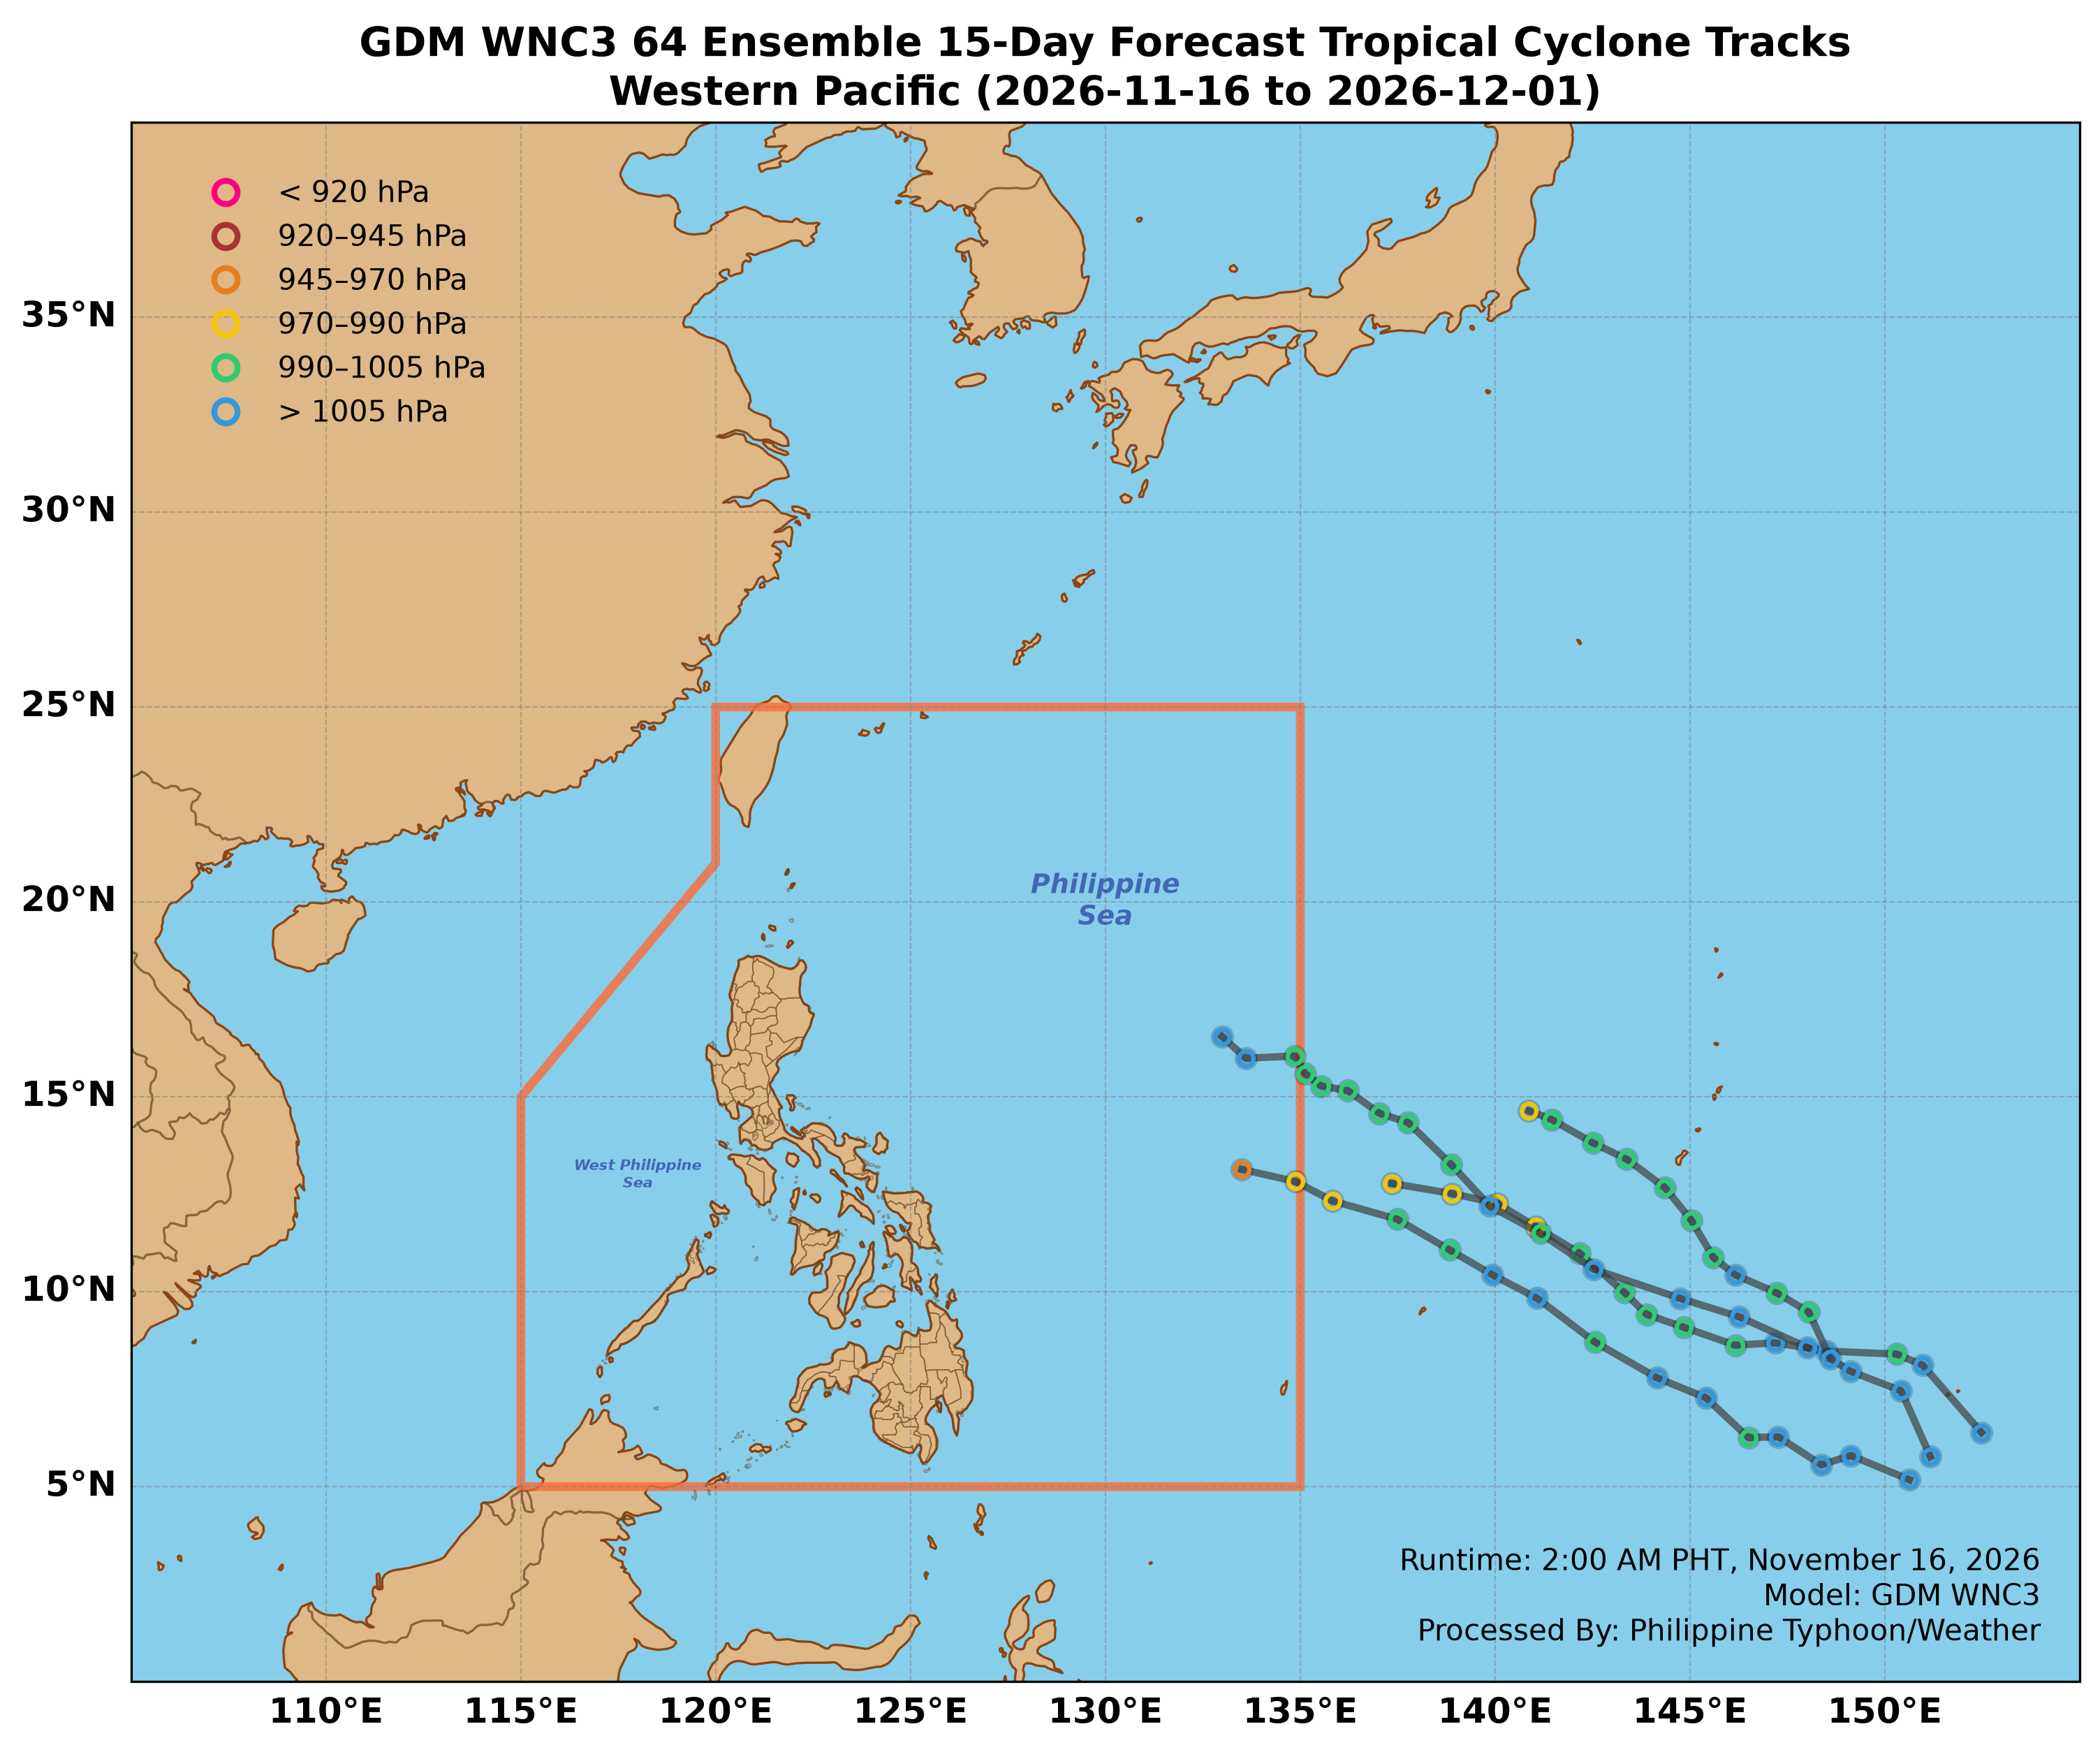 GDM WNC3 64 Ensemble 15-Day Forecast Tropical Cyclone Tracks
Western Pacific (2026-11-16 to 2026-12-01)
< 920 hPa
920–945 hPa
945–970 hPa
970–990 hPa
990–1005 hPa
> 1005 hPa
35°N
30°N
25°N
20°N
15°N
10°N
5°N
Philippine
Sea
West Philippine
Sea
Runtime: 2:00 AM PHT, November 16, 2026
Model: GDM WNC3
Processed By: Philippine Typhoon/Weather
110°E
115°E
120°E
125°E
130°E
135°E
140°E
145°E
150°E